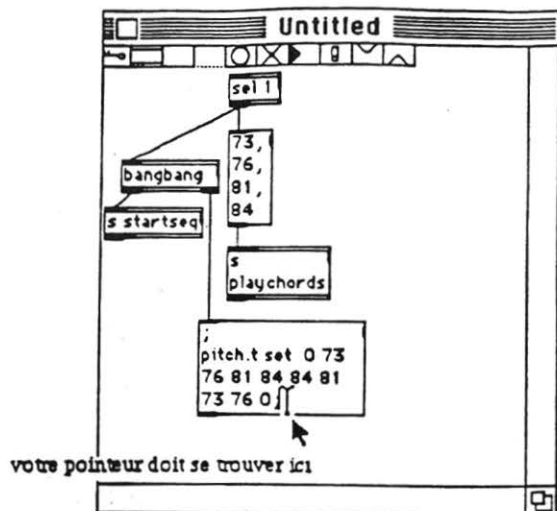 Untitled
sel 1
73,
76,
81,
84
bangbang
s startseq
s
playchords
;
pitch.t set 0 73
76 81 84 84 81
73 76 0;
votre pointeur doit se trouver ici